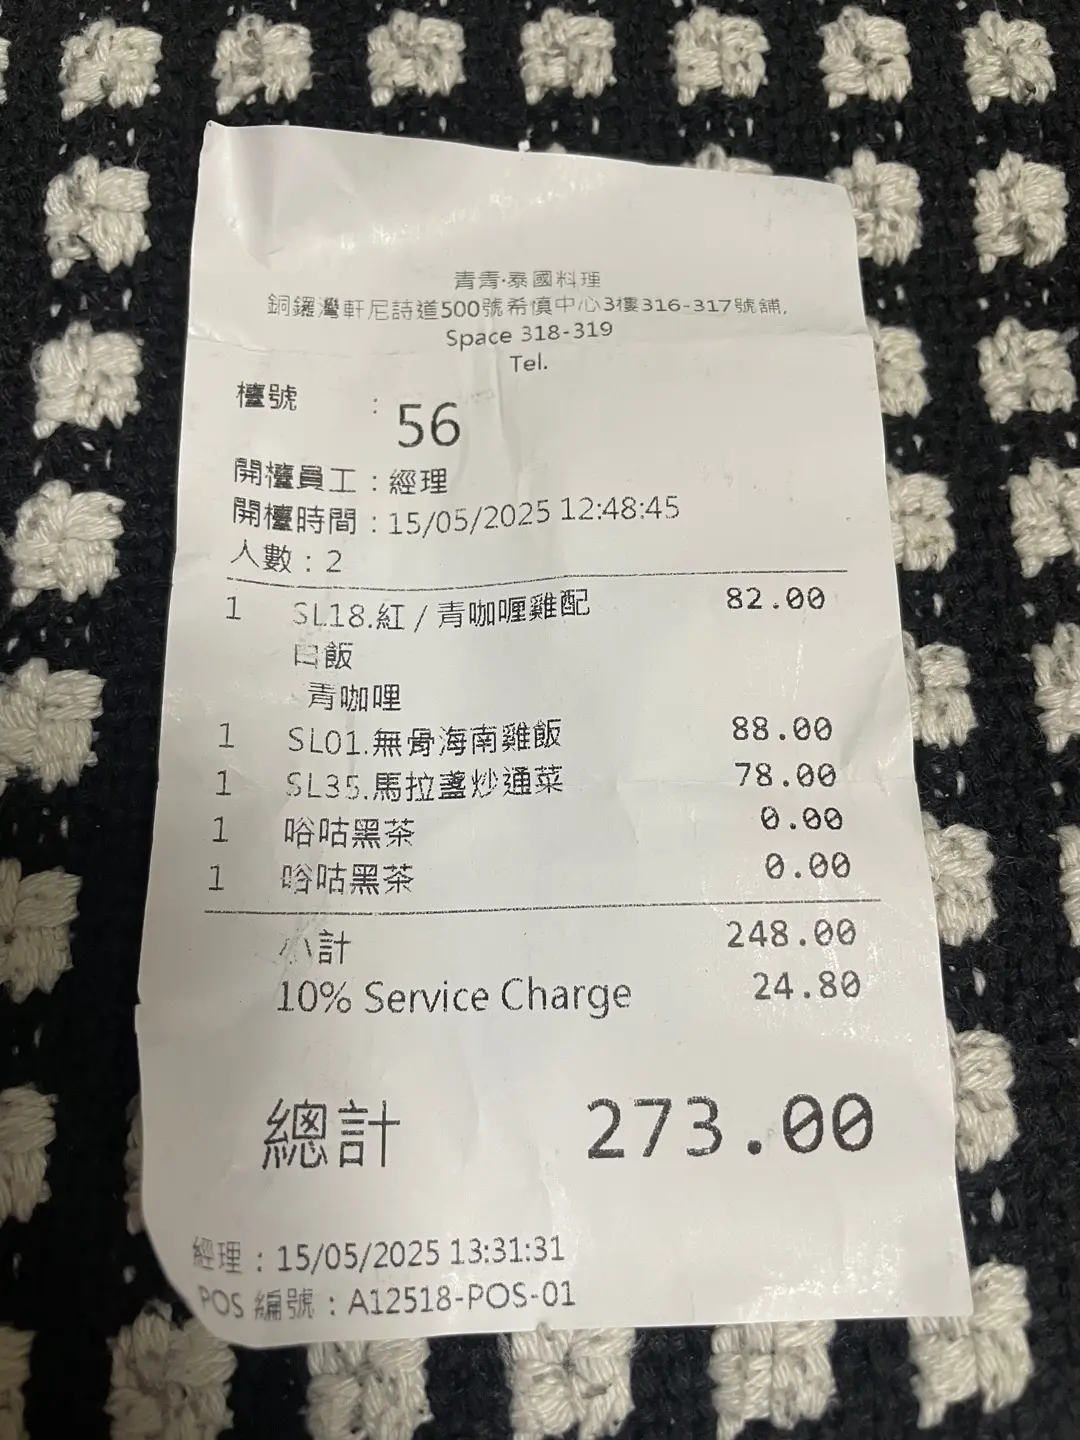 青青·泰國料理
銅鑼灣軒尼詩道500號希慎中心3樓316-317號舖,
Space 318-319
Tel.
檯號 : 56
開檯員工 : 經理
開檯時間 : 15/05/2025 12:48:45
人數 : 2
1 SL18.紅 / 青咖喱雞配 82.00
白飯
青咖哩
1 SL01.無骨海南雞飯 88.00
1 SL35.馬拉盞炒通菜 78.00
1 咯咕黑茶 0.00
1 咯咕黑茶 0.00
小計 248.00
10% Service Charge 24.80
總計 273.00
經理 : 15/05/2025 13:31:31
POS 編號 : A12518-POS-01